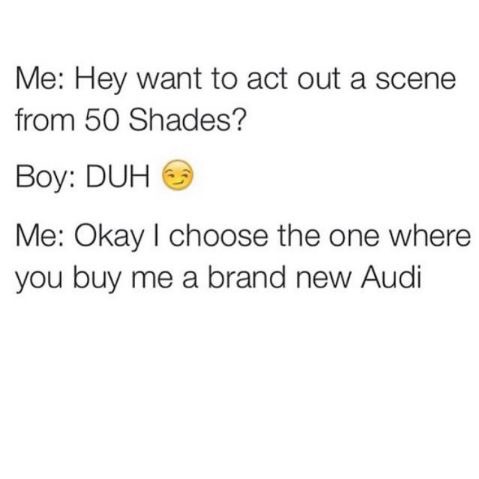 Me: Hey want to act out a scene
from 50 Shades?
Boy: DUH 😏
Me: Okay I choose the one where
you buy me a brand new Audi